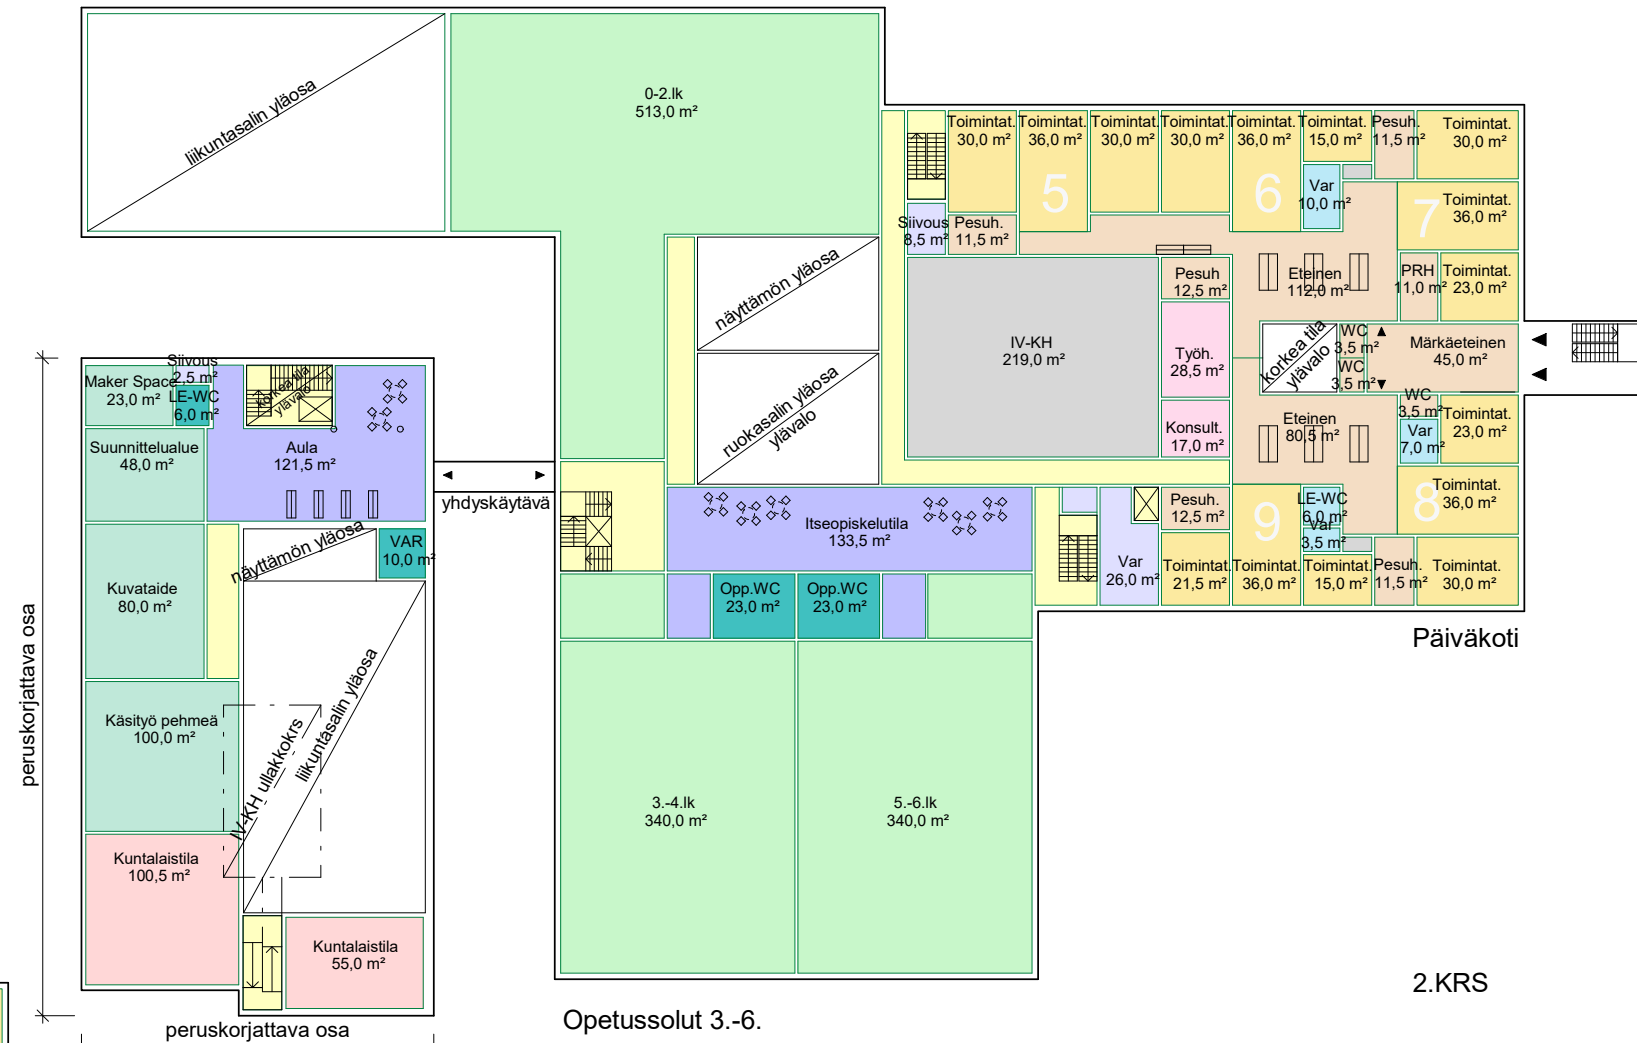 liikuntasalin yläosa
0-2.lk
513,0 m²
Toimintat.
30,0 m²
Toimintat.
36,0 m²
5
Toimintat.
30,0 m²
Toimintat.
30,0 m²
Toimintat.
36,0 m²
6
Toimintat.
15,0 m²
Pesuh.
11,5 m²
Toimintat.
30,0 m²
Var
10,0 m²
7
Toimintat.
36,0 m²
Siivous
8,5 m²
Pesuh.
11,5 m²
näyttämön yläosa
Pesuh
12,5 m²
Eteinen
112,0 m²
PRH
11,0 m²
Toimintat.
23,0 m²
IV-KH
219,0 m²
Työh.
28,5 m²
korkea tila
ylävalo
WC
3,5 m²
WC
3,5 m²
Märkäeteinen
45,0 m²
ruokasalin yläosa
ylävalo
Konsult.
17,0 m²
Eteinen
80,5 m²
WC
3,5 m²
Var
7,0 m²
Toimintat.
23,0 m²
8
Toimintat.
36,0 m²
Siivous
2,5 m²
Maker Space
23,0 m²
LE-WC
6,0 m²
korkea tila
ylävalo
Suunnittelualue
48,0 m²
Aula
121,5 m²
yhdyskäytävä
Itseopiskelutila
133,5 m²
Pesuh.
12,5 m²
9
LE-WC
6,0 m²
Var
3,5 m²
Var
26,0 m²
Toimintat.
21,5 m²
Toimintat.
36,0 m²
Toimintat.
15,0 m²
Pesuh.
11,5 m²
Toimintat.
30,0 m²
näyttämön yläosa
VAR
10,0 m²
Kuvataide
80,0 m²
Opp.WC
23,0 m²
Opp.WC
23,0 m²
Päiväkoti
peruskorjattava osa
Käsityö pehmeä
100,0 m²
IV-KH ullakkokrs
liikuntasalin yläosa
3.-4.lk
340,0 m²
5.-6.lk
340,0 m²
Kuntalaistila
100,5 m²
Kuntalaistila
55,0 m²
2.KRS
peruskorjattava osa
Opetussolut 3.-6.